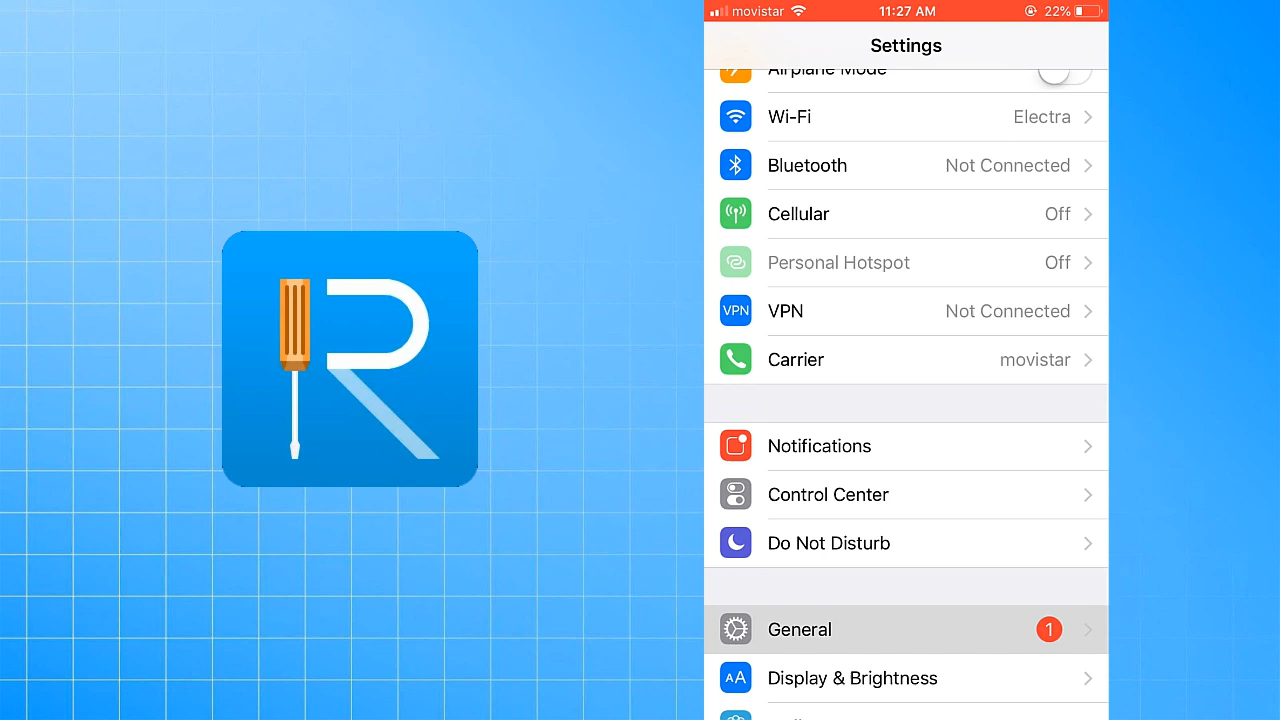 movistar 11:27 AM 22%
Settings
Airplane Mode
Wi-Fi Electra
Bluetooth Not Connected
Cellular Off
Personal Hotspot Off
VPN VPN Not Connected
Carrier movistar
Notifications
Control Center
Do Not Disturb
General 1
AA Display & Brightness
R